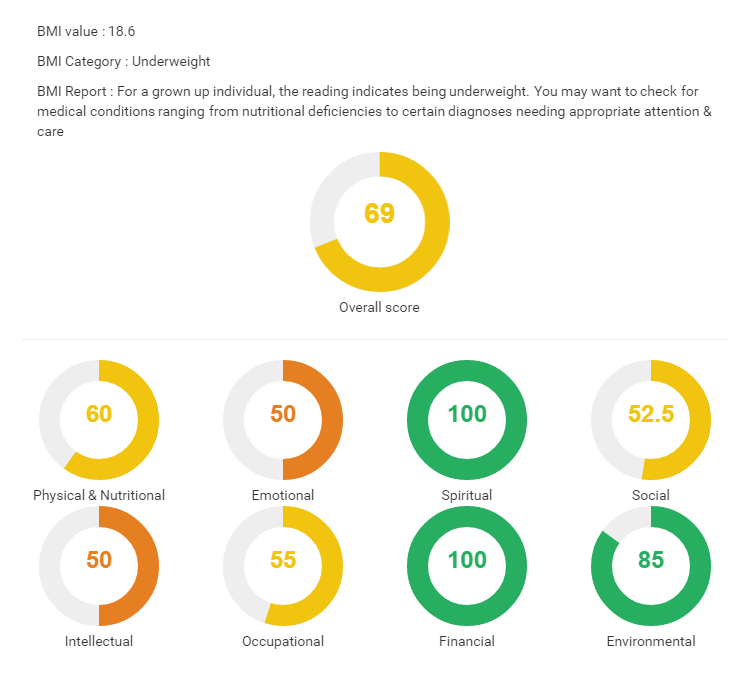 BMI value : 18.6
BMI Category : Underweight
BMI Report : For a grown up individual, the reading indicates being underweight. You may want to check for
medical conditions ranging from nutritional deficiencies to certain diagnoses needing appropriate attention &
care
69
Overall score
60
50
100
52.5
Physical & Nutritional
Emotional
Spiritual
Social
50
55
100
85
Intellectual
Occupational
Financial
Environmental